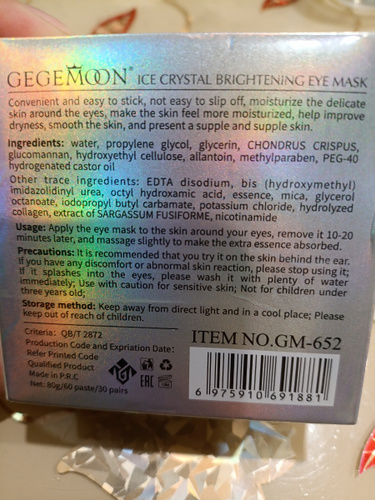 GEGEMOON® ICE CRYSTAL BRIGHTENING EYE MASK
Convenient and easy to stick, not easy to slip off, moisturize the delicate
skin around the eyes, make the skin feel more moisturized, help improve
dryness, smooth the skin, and present a supple and supple skin.
Ingredients: water, propylene glycol, glycerin, CHONDRUS CRISPUS,
glucomannan, hydroxyethyl cellulose, allantoin, methylparaben, PEG-40
hydrogenated castor oil
Other trace ingredients: EDTA disodium, bis (hydroxymethyl)
imidazolidinyl urea, octyl hydroxamic acid, essence, mica, glycerol
octanoate, iodopropyl butyl carbamate, potassium chloride, hydrolyzed
collagen, extract of SARGASSUM FUSIFORME, nicotinamide
Usage: Apply the eye mask to the skin around your eyes, remove it 10-20
minutes later, and massage slightly to make the extra essence absorbed.
Precautions: It is recommended that you try it on the skin behind the ear.
If you have any discomfort or abnormal skin reaction, please stop using it;
If it splashes into the eyes, please wash it with plenty of water
immediately; Use with caution for sensitive skin; Not for children under
three years old;
Storage method: Keep away from direct light and in a cool place; Please
keep out of reach of children.
Criteria: QB/T 2872
Production Code and Expiration Date:
Refer Printed Code
Qualified Product
Made in P.R.C
Net: 80g/60 paste/30 pairs
EAC
ITEM NO.GM-652
6 975910 691881